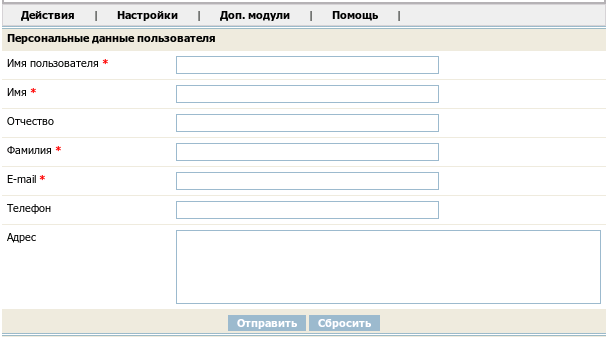 Действия | Настройки | Доп. модули | Помощь |
Персональные данные пользователя
Имя пользователя *
Имя *
Отчество
Фамилия *
E-mail *
Телефон
Адрес
Отправить Сбросить